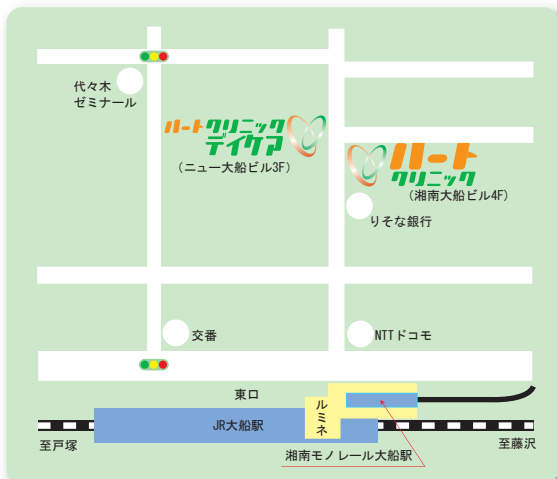 代々木
ゼミナール
ハートクリニック
デイケア
（ニュー大船ビル3F）
ハート
クリニック
（湘南大船ビル4F）
りそな銀行
交番
NTTドコモ
東口
ルミネ
JR大船駅
至戸塚
湘南モノレール大船駅
至藤沢